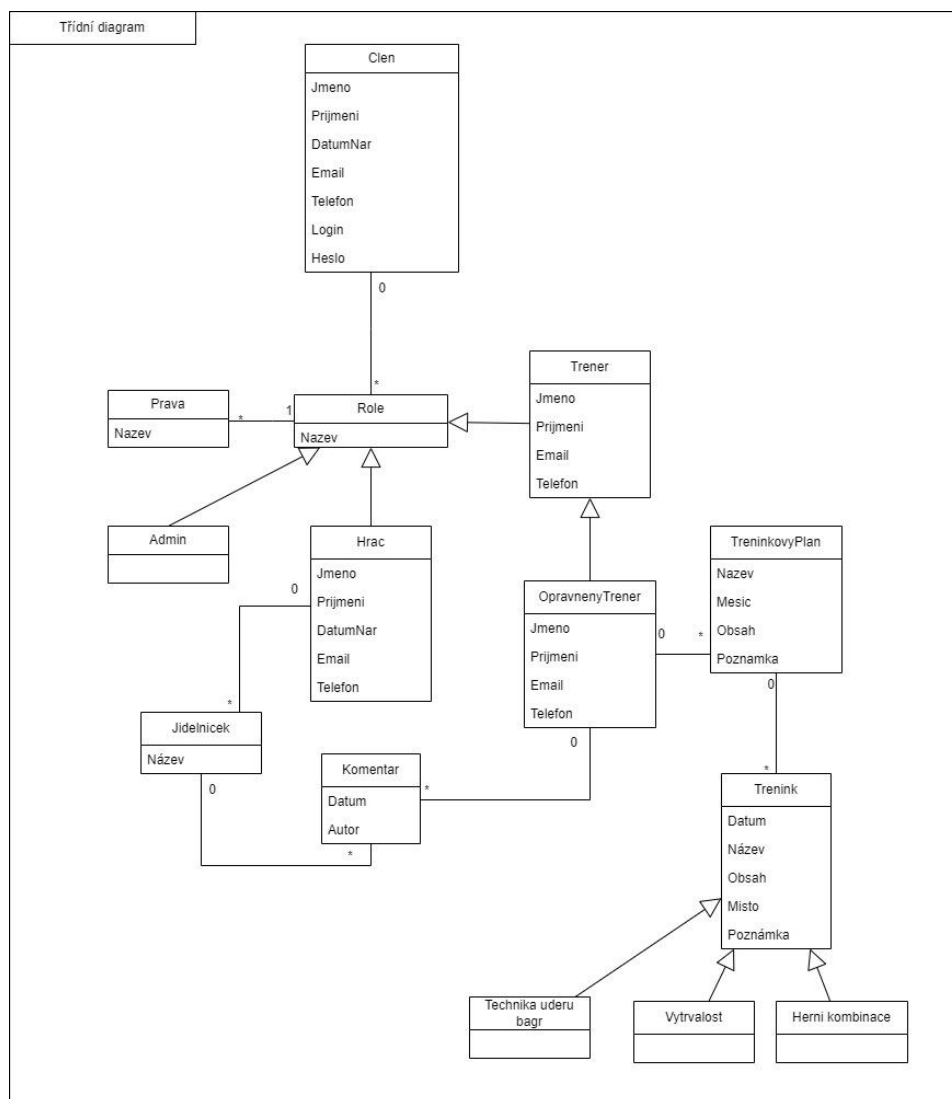 Třídní diagram
Clen
Jmeno
Prijmeni
DatumNar
Email
Telefon
Login
Heslo
0
*
Trener
Jmeno
Prijmeni
Email
Telefon
Prava
Nazev
*
1
Role
Nazev
Admin
Hrac
Jmeno
Prijmeni
DatumNar
Email
Telefon
0
*
OpravnenyTrener
Jmeno
Prijmeni
Email
Telefon
0
*
TreninkovyPlan
Nazev
Mesic
Obsah
Poznamka
0
*
Jidelnicek
Název
0
*
Komentar
Datum
Autor
*
0
Trenink
Datum
Název
Obsah
Misto
Poznámka
Technika uderu
bagr
Vytrvalost
Herni kombinace